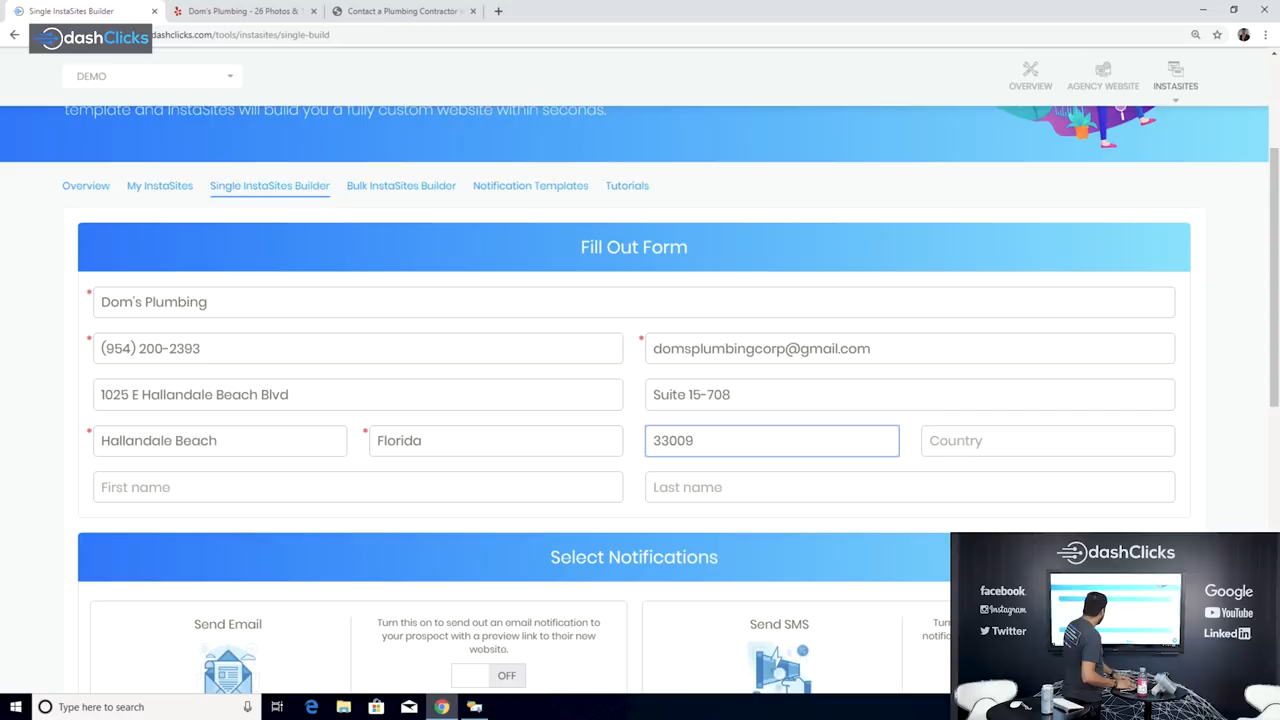 Single InstaSites Builder
Dom's Plumbing - 26 Photos &
Contact a Plumbing Contractor
dashClicks
dashclicks.com/tools/instasites/single-build
DEMO
OVERVIEW
AGENCY WEBSITE
INSTASITES
template and InstaSites will build you a fully custom website within seconds.
Overview
My InstaSites
Single InstaSites Builder
Bulk InstaSites Builder
Notification Templates
Tutorials
Fill Out Form
* Dom's Plumbing
* (954) 200-2393
* domsplumbingcorp@gmail.com
1025 E Hallandale Beach Blvd
Suite 15-708
* Hallandale Beach
* Florida
33009
Country
First name
Last name
Select Notifications
Send Email
Turn this on to send out an email notification to
your prospect with a preview link to their new
website.
OFF
Send SMS
dashClicks
facebook
Instagram
Twitter
Google
YouTube
Linked in
Type here to search